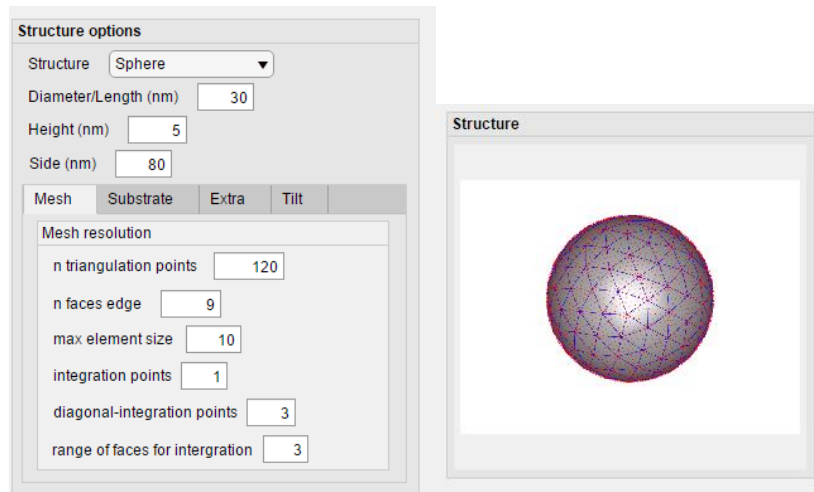 Structure options
Structure Sphere
Diameter/Length (nm) 30
Height (nm) 5
Side (nm) 80
Mesh Substrate Extra Tilt
Mesh resolution
n triangulation points 120
n faces edge 9
max element size 10
integration points 1
diagonal-integration points 3
range of faces for intergration 3
Structure